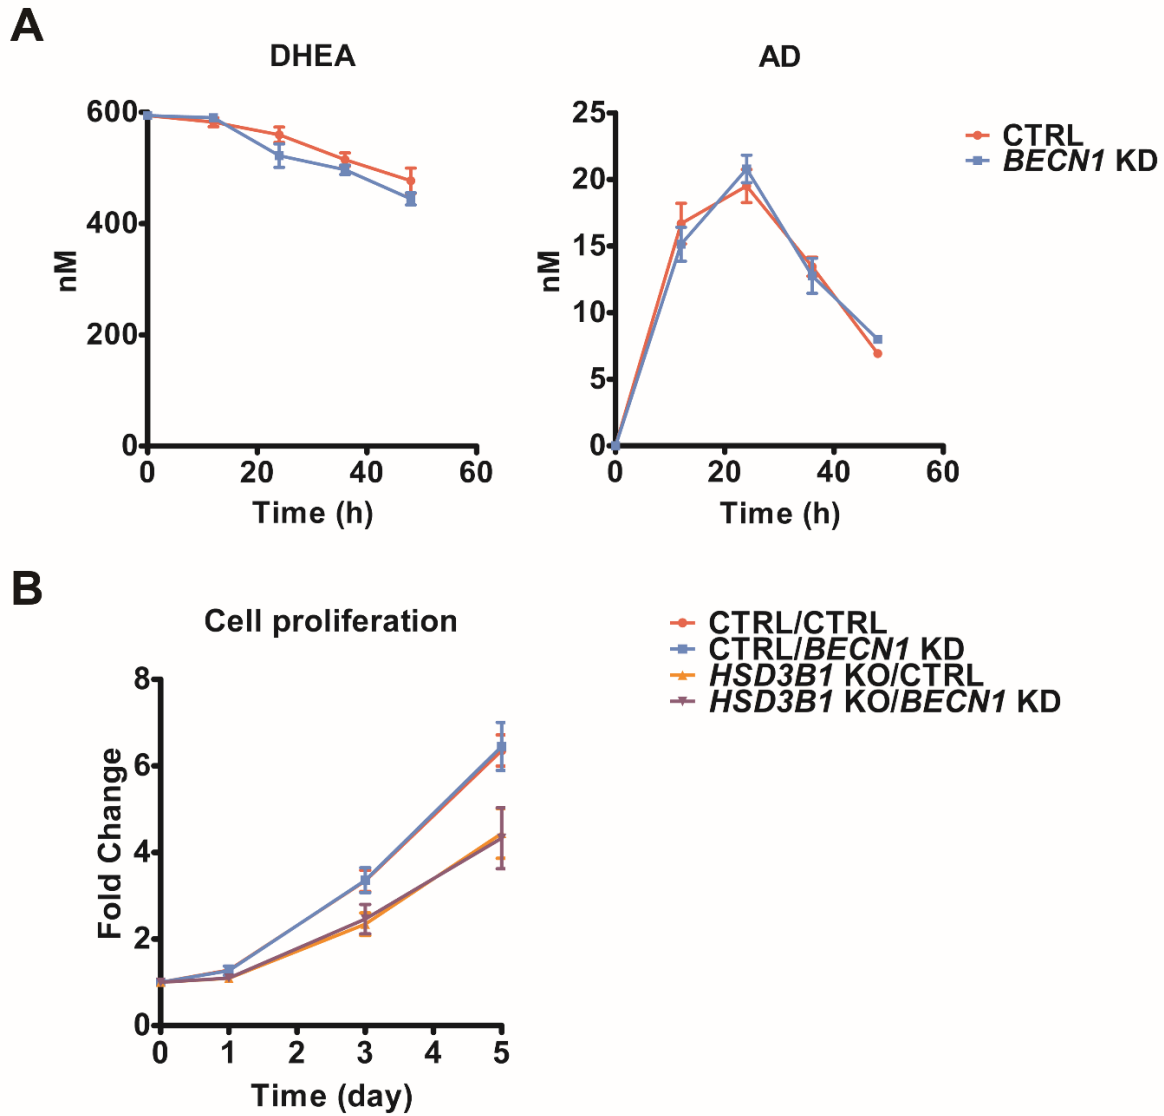 A
DHEA
AD
600
400
200
0
nM
0 20 40 60
Time (h)
25
20
15
10
5
0
nM
0 20 40 60
Time (h)
CTRL
BECN1 KD
B
Cell proliferation
8
6
4
2
0
Fold Change
0 1 2 3 4 5
Time (day)
CTRL/CTRL
CTRL/BECN1 KD
HSD3B1 KO/CTRL
HSD3B1 KO/BECN1 KD